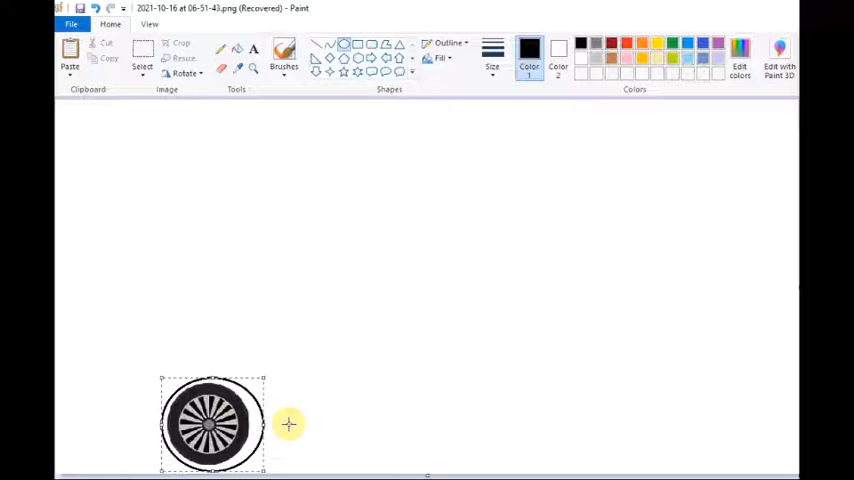 2021-10-16 at 06-51-43.png (Recovered) - Paint
File Home View
Paste
Cut
Copy
Clipboard
Select
Crop
Resize
Rotate
Image
A
Tools
Brushes
Shapes
Outline
Fill
Size
Color 1
Color 2
Colors
Edit colors
Edit with Paint 3D